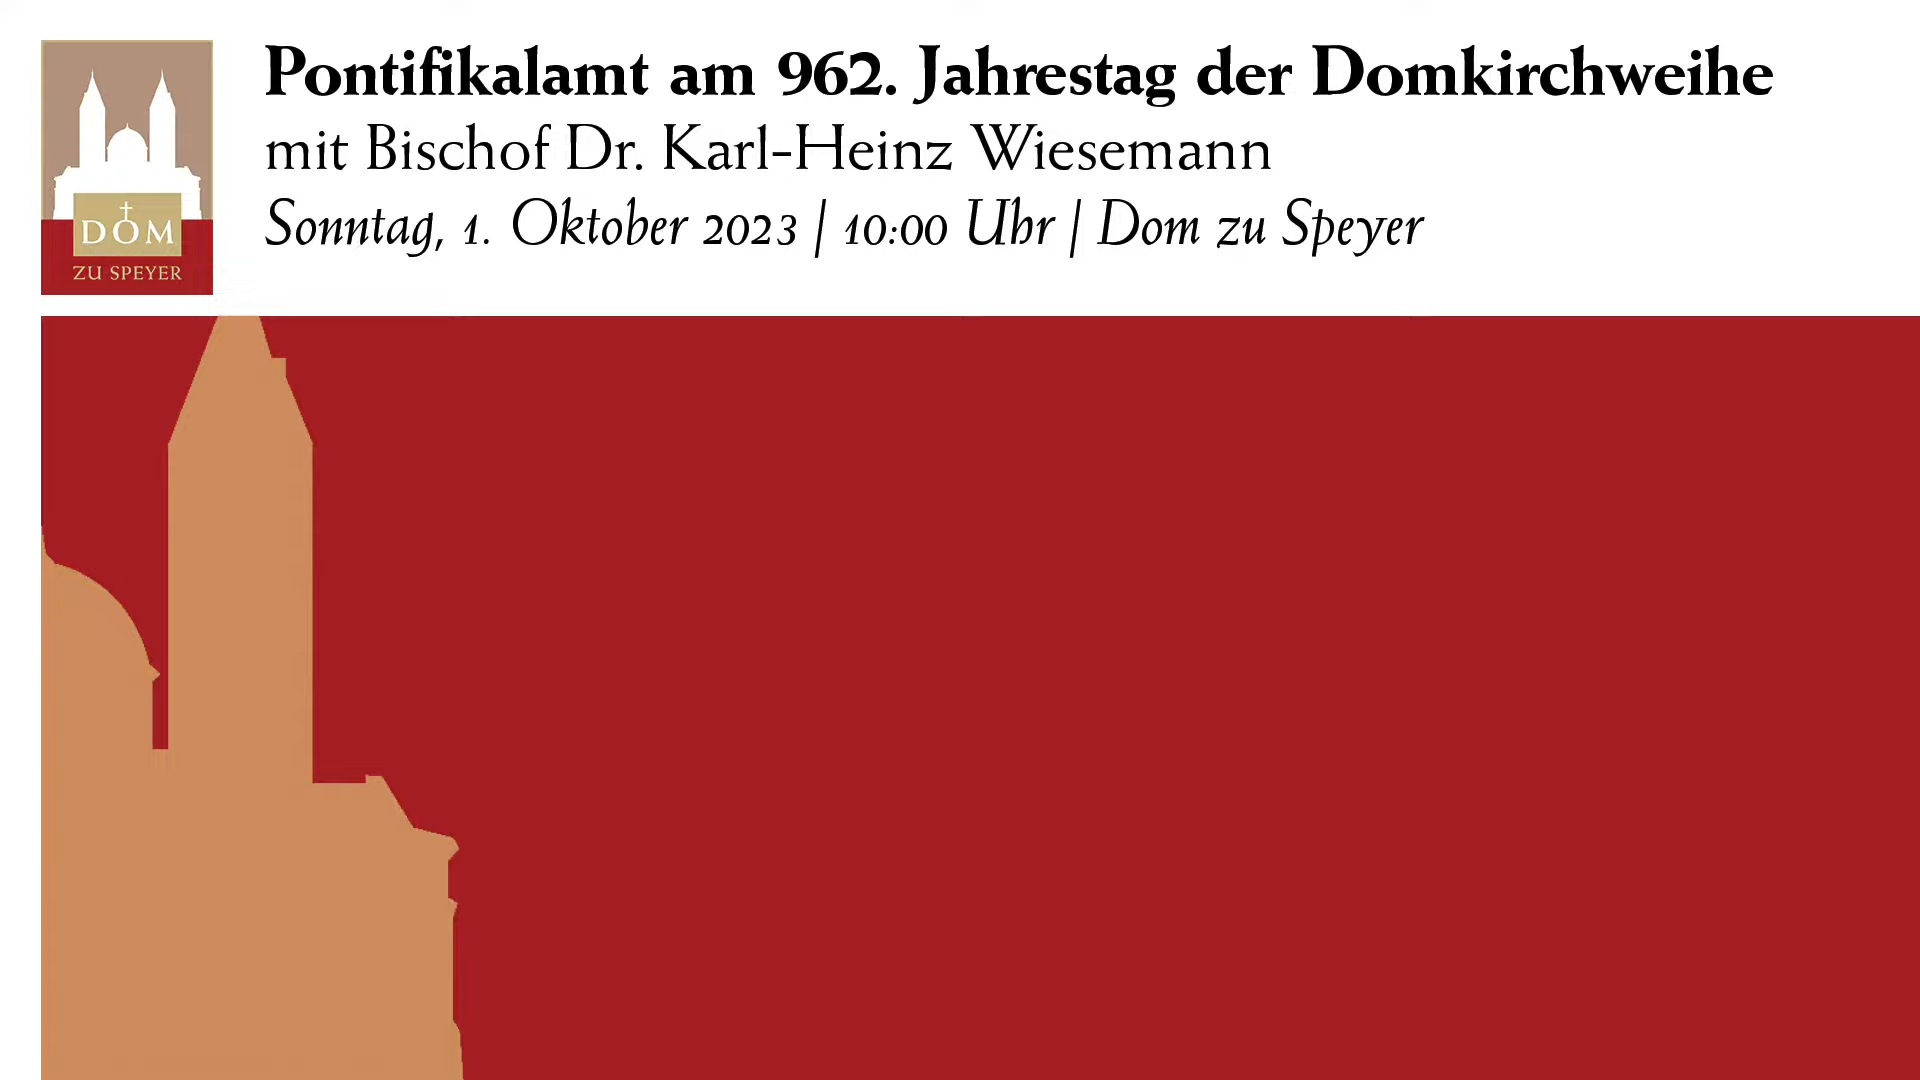 Pontifikalamt am 962. Jahrestag der Domkirchweihe
mit Bischof Dr. Karl-Heinz Wiesemann
Sonntag, 1. Oktober 2023 | 10:00 Uhr | Dom zu Speyer
DOM
ZU SPEYER